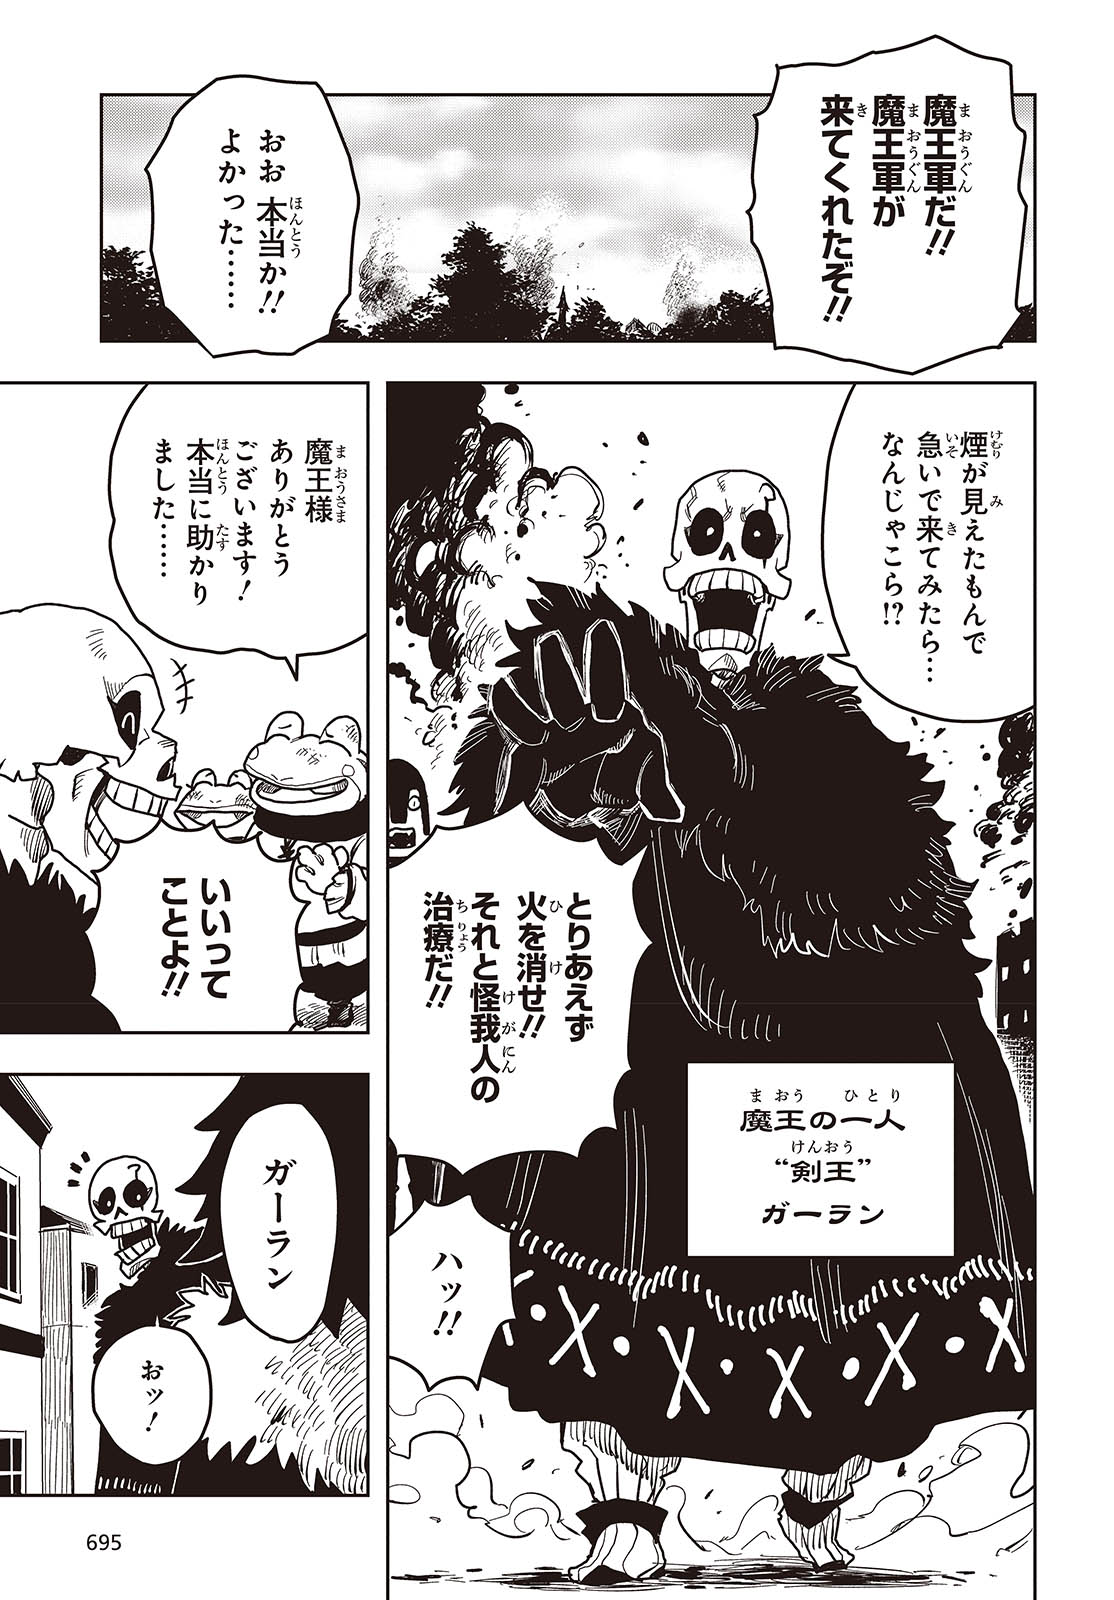 魔王軍だ!!
魔王軍が
来てくれたぞ!!
おお 本当か!!
よかった……
煙が見えたもんで
急いで来てみたら…
なんじゃこら!?
とりあえず
火を消せ!!
それと怪我人の
治療だ!!
魔王の一人
“剣王”
ガーラン
ハッ!!
魔王様
ありがとう
ございます!
本当に助かり
ました……
いいって
ことよ!!
ガーラン
おッ!
695